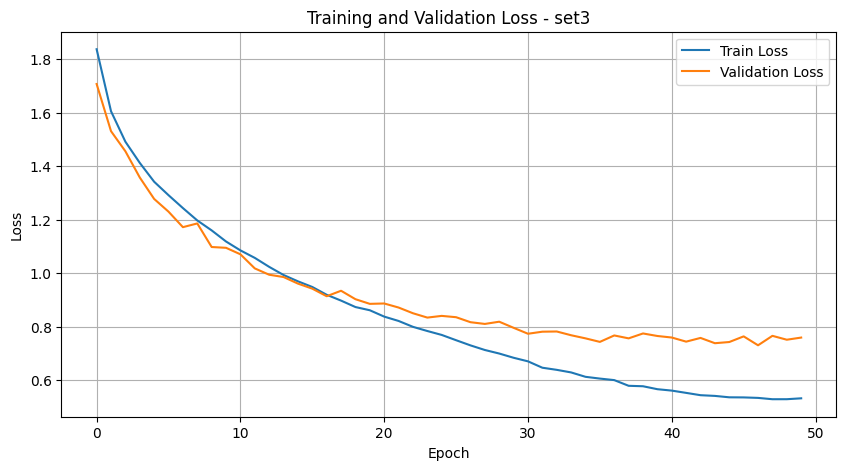 Training and Validation Loss - set3
Train Loss
Validation Loss
1.8
1.6
1.4
1.2
1.0
0.8
0.6
Loss
0 10 20 30 40 50
Epoch